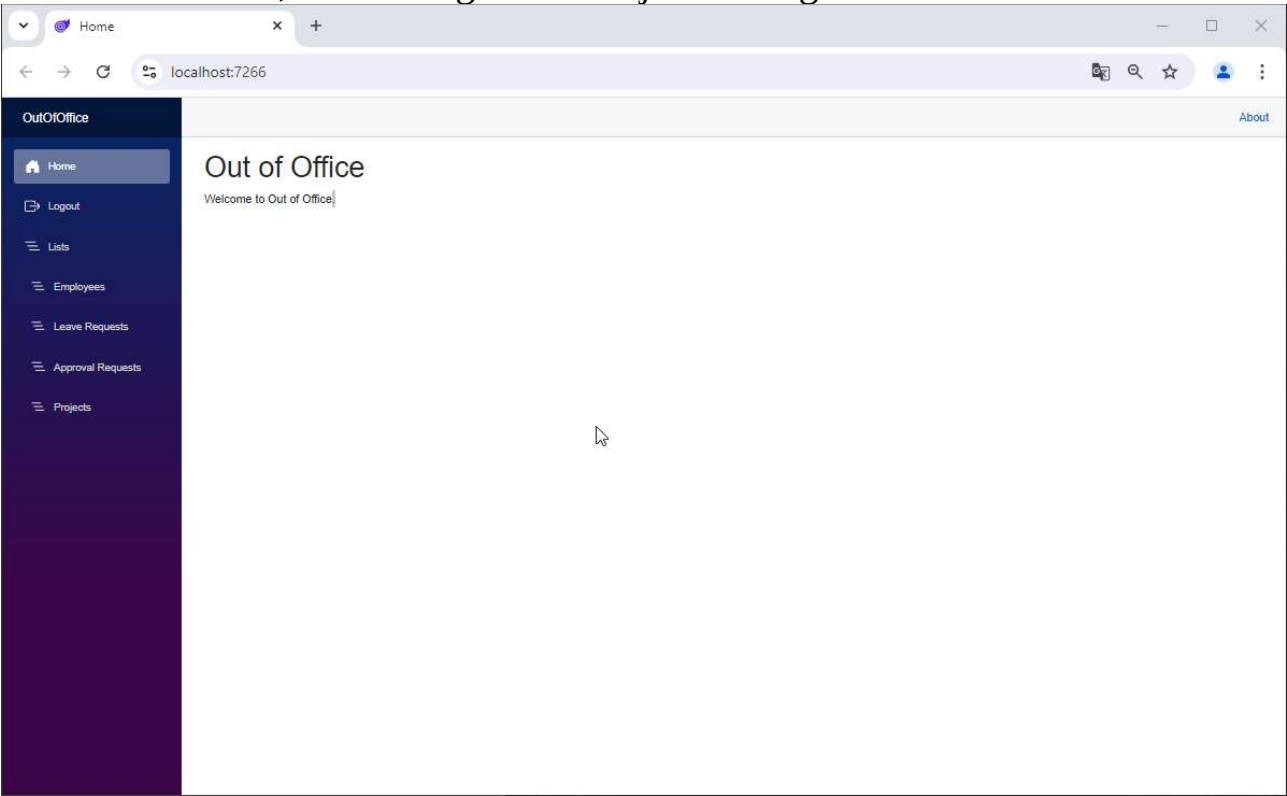 Home
localhost:7266
OutOfOffice
About
Home
Out of Office
Welcome to Out of Office
Logout
Lists
Employees
Leave Requests
Approval Requests
Projects